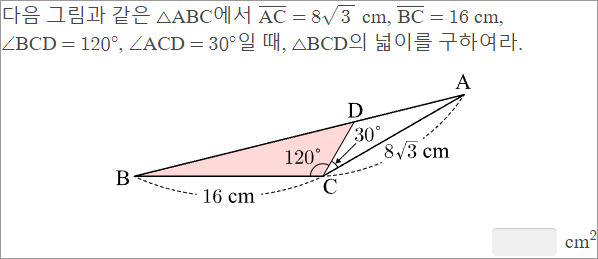 다음 그림과 같은 △ABC에서 \overline{AC} = 8√3 cm, \overline{BC} = 16 cm,
∠BCD = 120°, ∠ACD = 30°일 때, △BCD의 넓이를 구하여라.
A
D
30°
120°
8√3 cm
B
C
16 cm
cm²